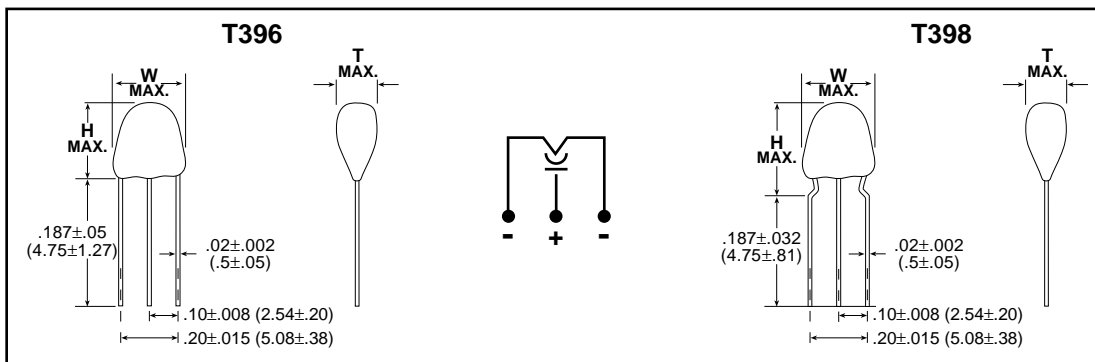 T396
T398
W
MAX.
T
MAX.
H
MAX.
.187±.05
(4.75±1.27)
.02±.002
(.5±.05)
.10±.008 (2.54±.20)
.20±.015 (5.08±.38)
- + -
W
MAX.
T
MAX.
H
MAX.
.187±.032
(4.75±.81)
.02±.002
(.5±.05)
.10±.008 (2.54±.20)
.20±.015 (5.08±.38)